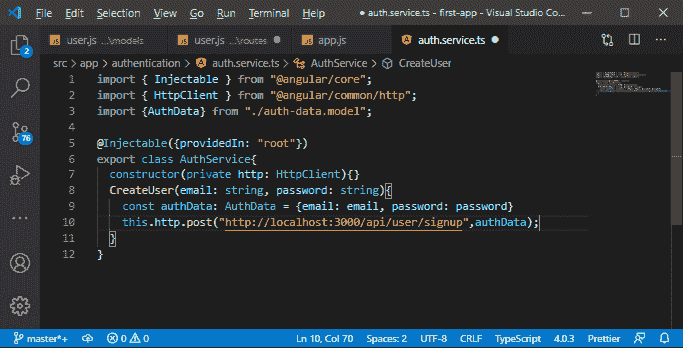 File Edit Selection View Go Run Terminal Help auth.service.ts - first-app - Visual Studio Co...
user.js ...\models user.js ...\routes app.js auth.service.ts
src > app > authentication > auth.service.ts > AuthService > CreateUser
1 import { Injectable } from "@angular/core";
2 import { HttpClient } from "@angular/common/http";
3 import {AuthData} from "./auth-data.model";
4
5 @Injectable({providedIn: "root"})
6 export class AuthService{
7 constructor(private http: HttpClient){}
8 CreateUser(email: string, password: string){
9 const authData: AuthData = {email: email, password: password}
10 this.http.post("http://localhost:3000/api/user/signup",authData);
11 }
12 }
2
76
master*+ 0 0 Ln 10, Col 70 Spaces: 2 UTF-8 CRLF TypeScript 4.0.3 Prettier